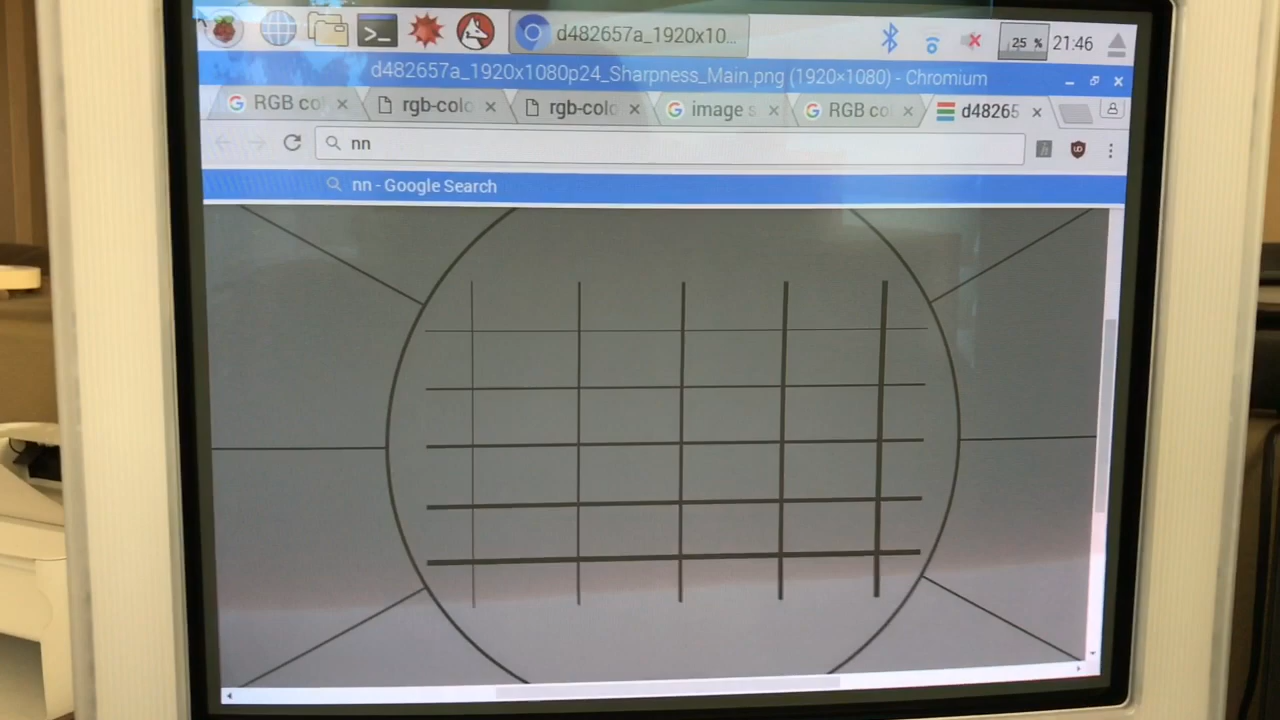 >_
d482657a_1920x10...
25 %
21:46
d482657a_1920x1080p24_Sharpness_Main.png (1920×1080) - Chromium
RGB co
rgb-colo
rgb-colo
image s
RGB co
d48265
nn
nn - Google Search